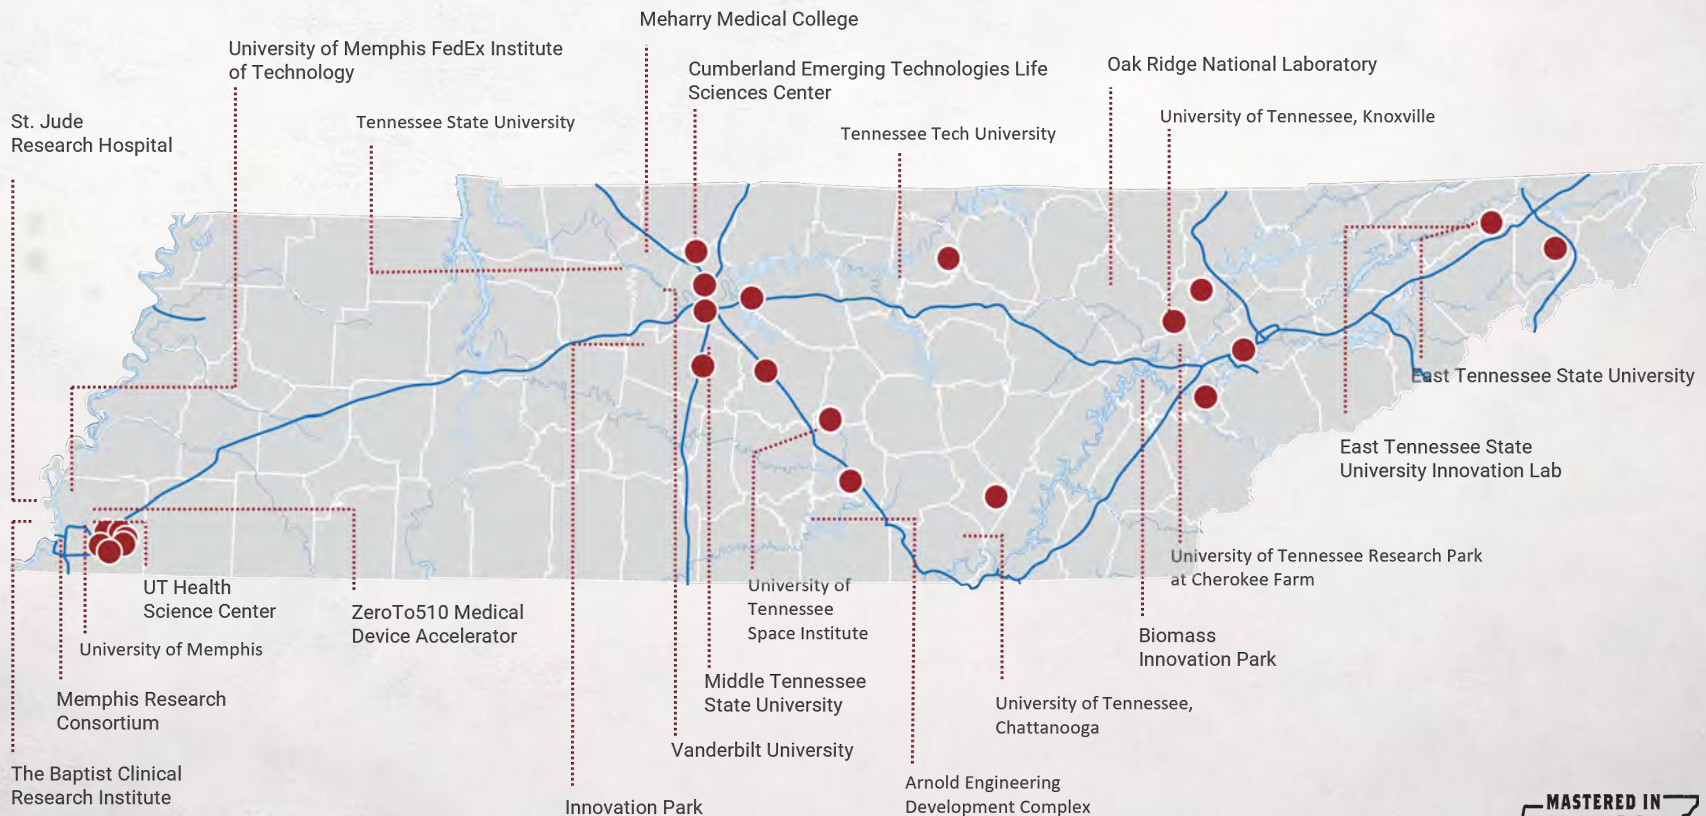 Meharry Medical College
University of Memphis FedEx Institute
of Technology
Cumberland Emerging Technologies Life
Sciences Center
Oak Ridge National Laboratory
St. Jude
Research Hospital
Tennessee State University
Tennessee Tech University
University of Tennessee, Knoxville
East Tennessee State University
East Tennessee State
University Innovation Lab
University of Tennessee Research Park
at Cherokee Farm
UT Health
Science Center
ZeroTo510 Medical
Device Accelerator
University of
Tennessee
Space Institute
University of Memphis
Biomass
Innovation Park
Memphis Research
Consortium
Middle Tennessee
State University
University of Tennessee,
Chattanooga
Vanderbilt University
The Baptist Clinical
Research Institute
Innovation Park
Arnold Engineering
Development Complex
MASTERED IN